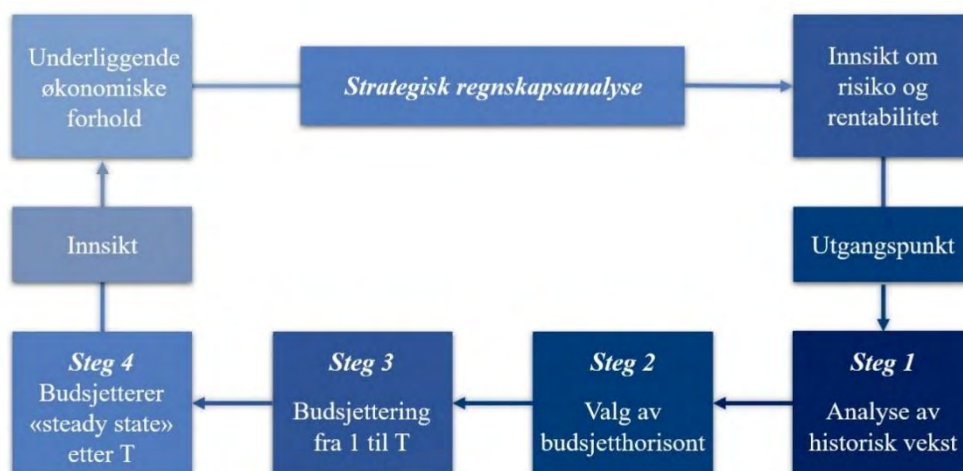 Underliggende
økonomiske
forhold
Strategisk regnskapsanalyse
Innsikt om
risiko og
rentabilitet
Innsikt
Utgangspunkt
Steg 4
Budsjetterer
«steady state»
etter T
Steg 3
Budsjettering
fra 1 til T
Steg 2
Valg av
budsjetthorisont
Steg 1
Analyse av
historisk vekst